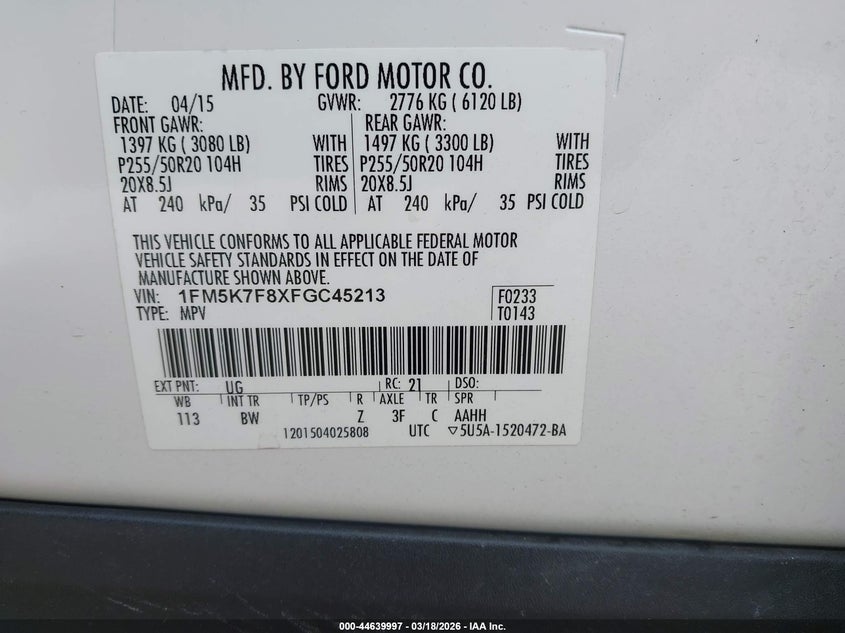 MFD. BY FORD MOTOR CO.
DATE: 04/15 GVWR: 2776 KG ( 6120 LB)
FRONT GAWR: REAR GAWR:
1397 KG ( 3080 LB) WITH 1497 KG ( 3300 LB) WITH
P255/50R20 104H TIRES P255/50R20 104H TIRES
20X8.5J RIMS 20X8.5J RIMS
AT 240 kPa/ 35 PSI COLD AT 240 kPa/ 35 PSI COLD
THIS VEHICLE CONFORMS TO ALL APPLICABLE FEDERAL MOTOR
VEHICLE SAFETY STANDARDS IN EFFECT ON THE DATE OF
MANUFACTURE SHOWN ABOVE.
VIN: 1FM5K7F8XFGC45213 F0233
TYPE: MPV T0143
EXT PNT: UG RC: 21 DSO:
WB INT TR TP/PS R AXLE TR SPR
113 BW Z 3F C AAHH
1201504025808 UTC ▽5U5A-1520472-BA
000-44639997 | 03/18/2026 - IAA Inc.